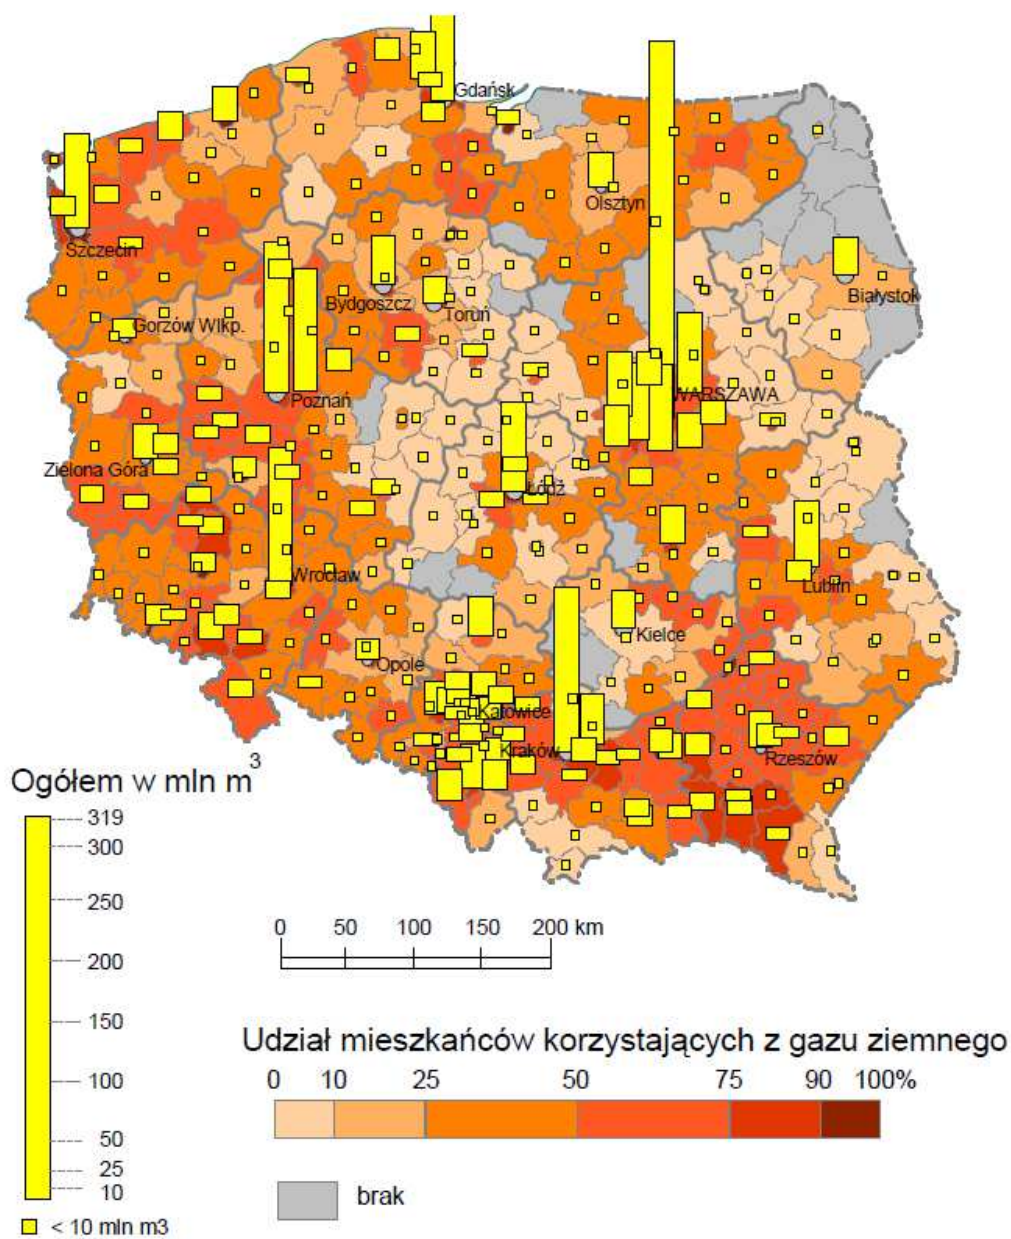 Gdańsk
Olsztyn
Szczecin
Białystok
Bydgoszcz
Toruń
Gorzów Wlkp.
Poznań
WARSZAWA
Zielona Góra
Łódź
Wrocław
Lublin
Kielce
Opole
Katowice
Kraków
Rzeszów
Ogółem w mln m3
319
300
250
200
150
100
50
25
10
< 10 mln m3
0 50 100 150 200 km
Udział mieszkańców korzystających z gazu ziemnego
0 10 25 50 75 90 100%
brak